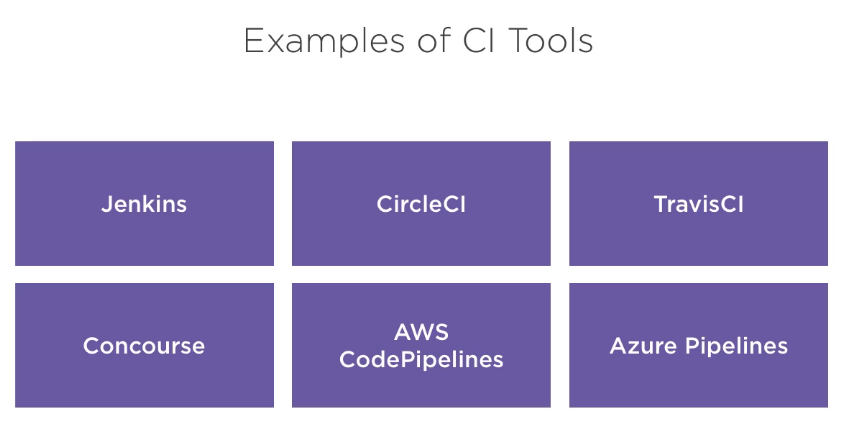 Examples of CI Tools
Jenkins
CircleCI
TravisCI
Concourse
AWS
CodePipelines
Azure Pipelines